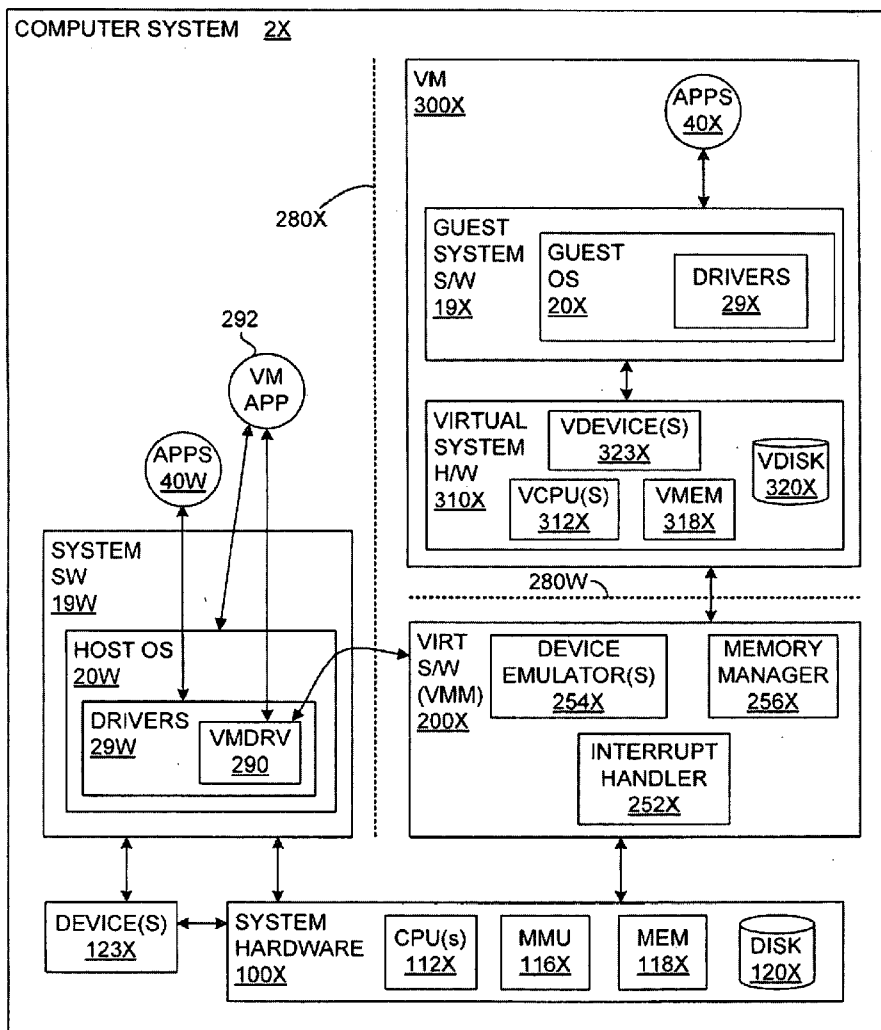 COMPUTER SYSTEM 2X
VM
300X
APPS
40X
280X
GUEST
SYSTEM
S/W
19X
GUEST
OS
20X
DRIVERS
29X
292
VM
APP
APPS
40W
VIRTUAL
SYSTEM
H/W
310X
VDEVICE(S)
323X
VCPU(S)
312X
VMEM
318X
VDISK
320X
SYSTEM
SW
19W
280W
HOST OS
20W
DRIVERS
29W
VMDRV
290
VIRT
S/W
(VMM)
200X
DEVICE
EMULATOR(S)
254X
MEMORY
MANAGER
256X
INTERRUPT
HANDLER
252X
DEVICE(S)
123X
SYSTEM
HARDWARE
100X
CPU(s)
112X
MMU
116X
MEM
118X
DISK
120X